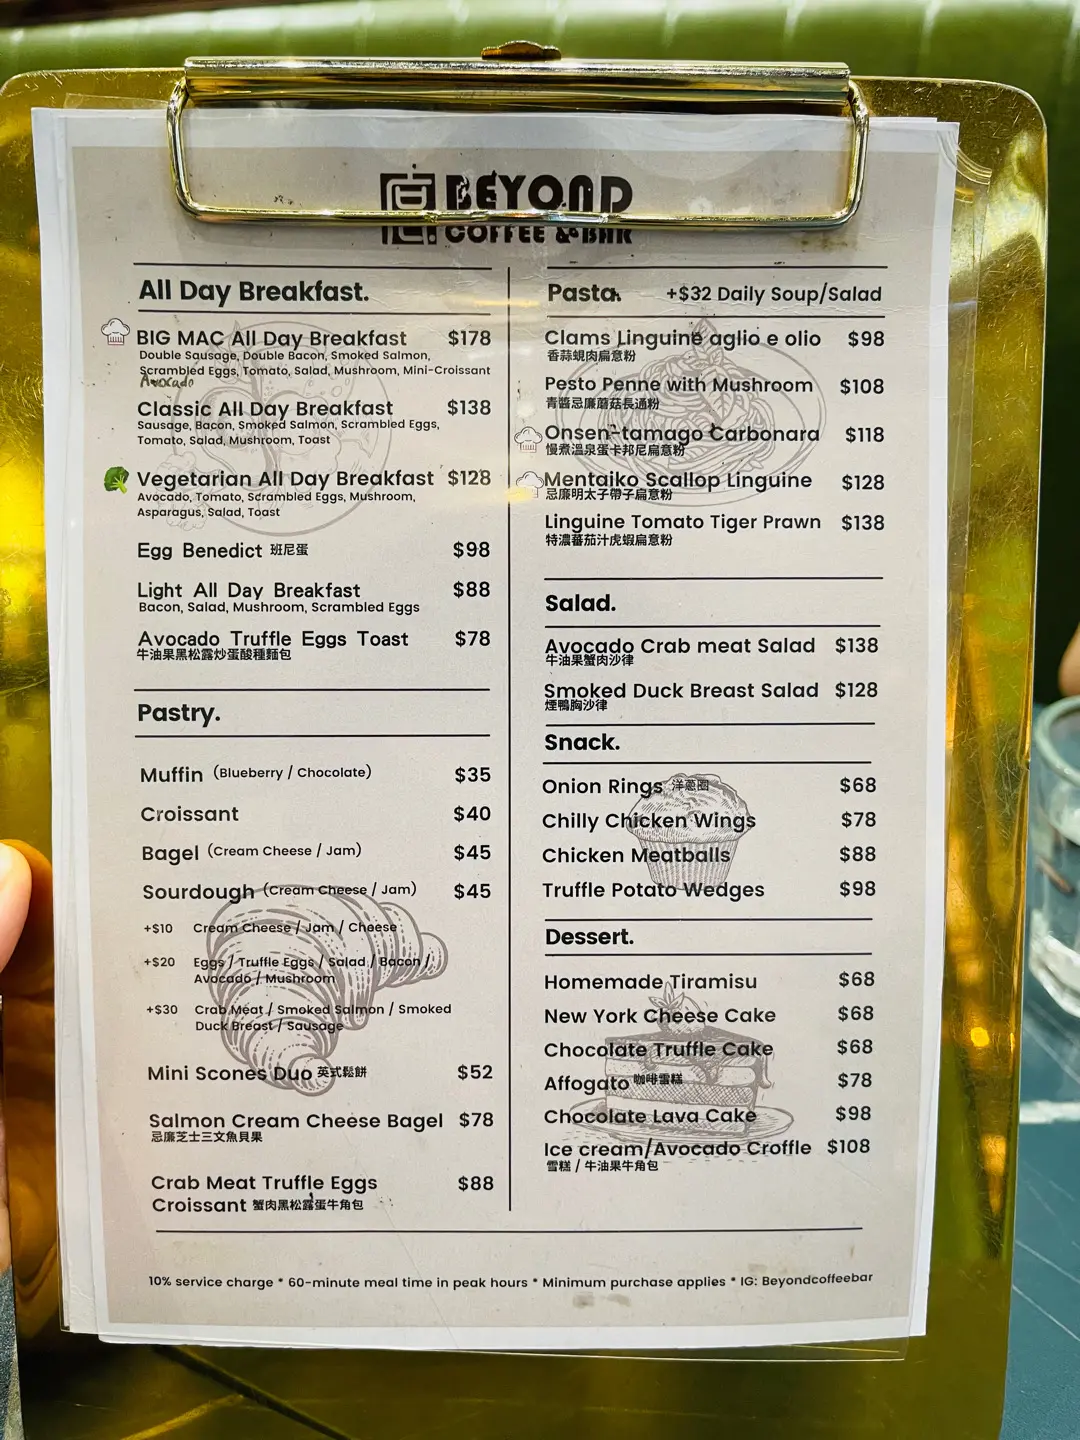 BEYOND
COFFEE & BAR
All Day Breakfast.
BIG MAC All Day Breakfast $178
Double Sausage, Double Bacon, Smoked Salmon,
Scrambled Eggs, Tomato, Salad, Mushroom, Mini-Croissant
Avocado
Classic All Day Breakfast $138
Sausage, Bacon, Smoked Salmon, Scrambled Eggs,
Tomato, Salad, Mushroom, Toast
Vegetarian All Day Breakfast $128
Avocado, Tomato, Scrambled Eggs, Mushroom,
Asparagus, Salad, Toast
Egg Benedict 班尼蛋 $98
Light All Day Breakfast $88
Bacon, Salad, Mushroom, Scrambled Eggs
Avocado Truffle Eggs Toast $78
牛油果黑松露炒蛋酸種麵包
Pastry.
Muffin (Blueberry / Chocolate) $35
Croissant $40
Bagel (Cream Cheese / Jam) $45
Sourdough (Cream Cheese / Jam) $45
+$10 Cream Cheese / Jam / Cheese
+$20 Eggs / Truffle Eggs / Salad / Bacon /
Avocado / Mushroom
+$30 Crab Meat / Smoked Salmon / Smoked
Duck Breast / Sausage
Mini Scones Duo 英式鬆餅 $52
Salmon Cream Cheese Bagel $78
忌廉芝士三文魚貝果
Crab Meat Truffle Eggs $88
Croissant 蟹肉黑松露蛋牛角包
Pasta. +$32 Daily Soup/Salad
Clams Linguine aglio e olio $98
香蒜蜆肉扁意粉
Pesto Penne with Mushroom $108
青醬忌廉蘑菇長通粉
Onsen-tamago Carbonara $118
慢煮溫泉蛋卡邦尼扁意粉
Mentaiko Scallop Linguine $128
忌廉明太子帶子扁意粉
Linguine Tomato Tiger Prawn $138
特濃蕃茄汁虎蝦扁意粉
Salad.
Avocado Crab meat Salad $138
牛油果蟹肉沙律
Smoked Duck Breast Salad $128
煙鴨胸沙律
Snack.
Onion Rings 洋蔥圈 $68
Chilly Chicken Wings $78
Chicken Meatballs $88
Truffle Potato Wedges $98
Dessert.
Homemade Tiramisu $68
New York Cheese Cake $68
Chocolate Truffle Cake $68
Affogato 咖啡雪糕 $78
Chocolate Lava Cake $98
Ice cream/Avocado Croffle $108
雪糕 / 牛油果牛角包
10% service charge * 60-minute meal time in peak hours * Minimum purchase applies * IG: Beyondcoffeebar